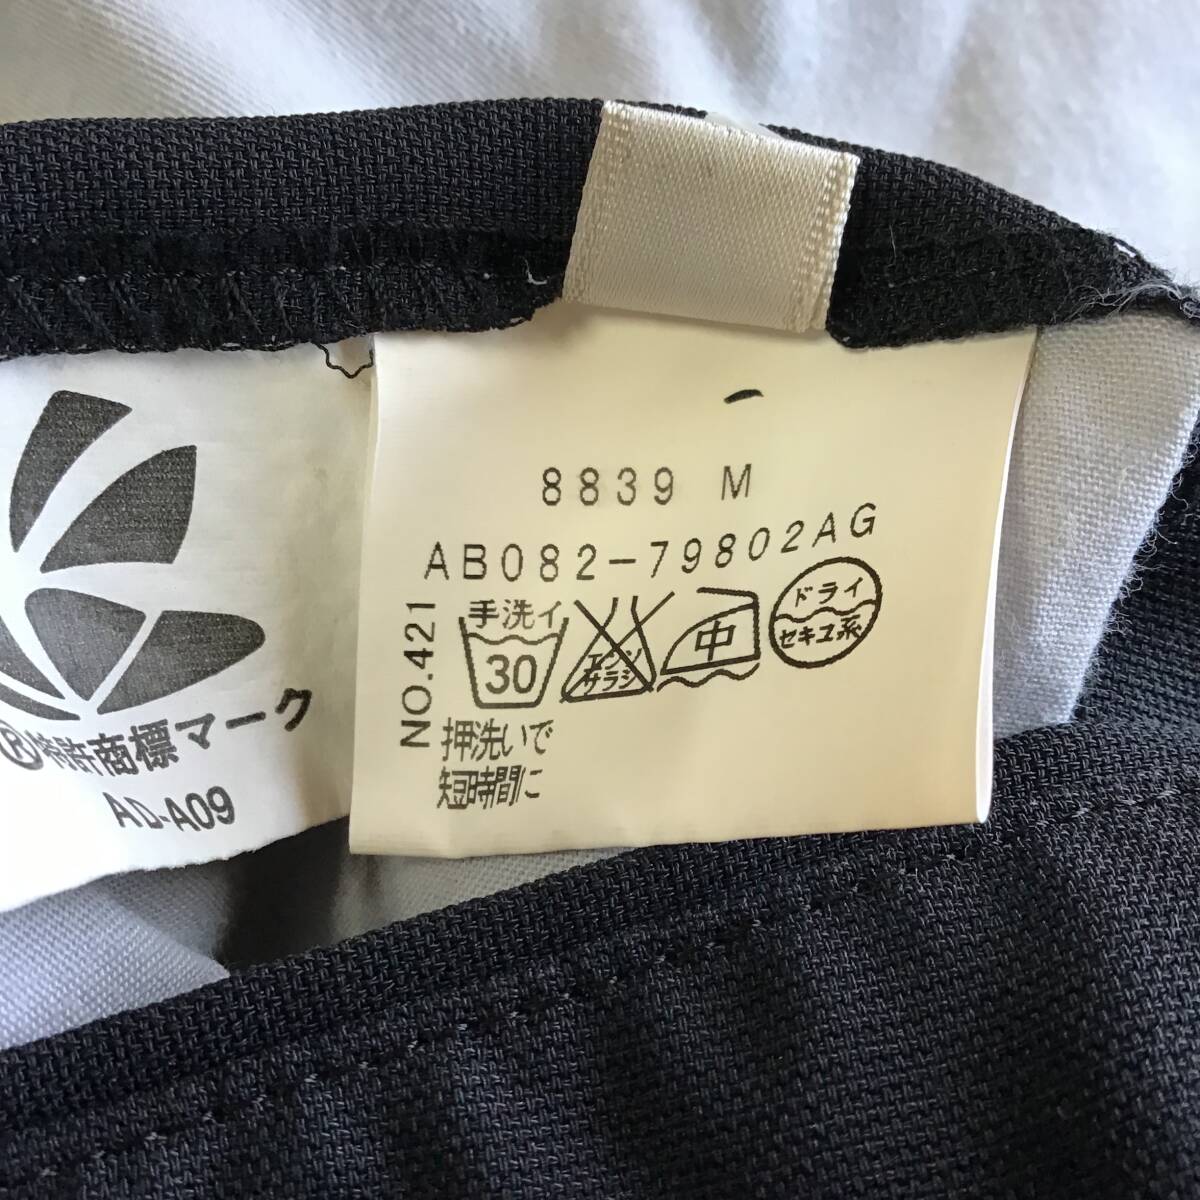 8839 M
AB082-79802AG
NO.421
手洗イ
30
エンソ
サラシ
中
ドライ
セキユ系
押洗いで
短時間に
®特許商標マーク
AD-A09